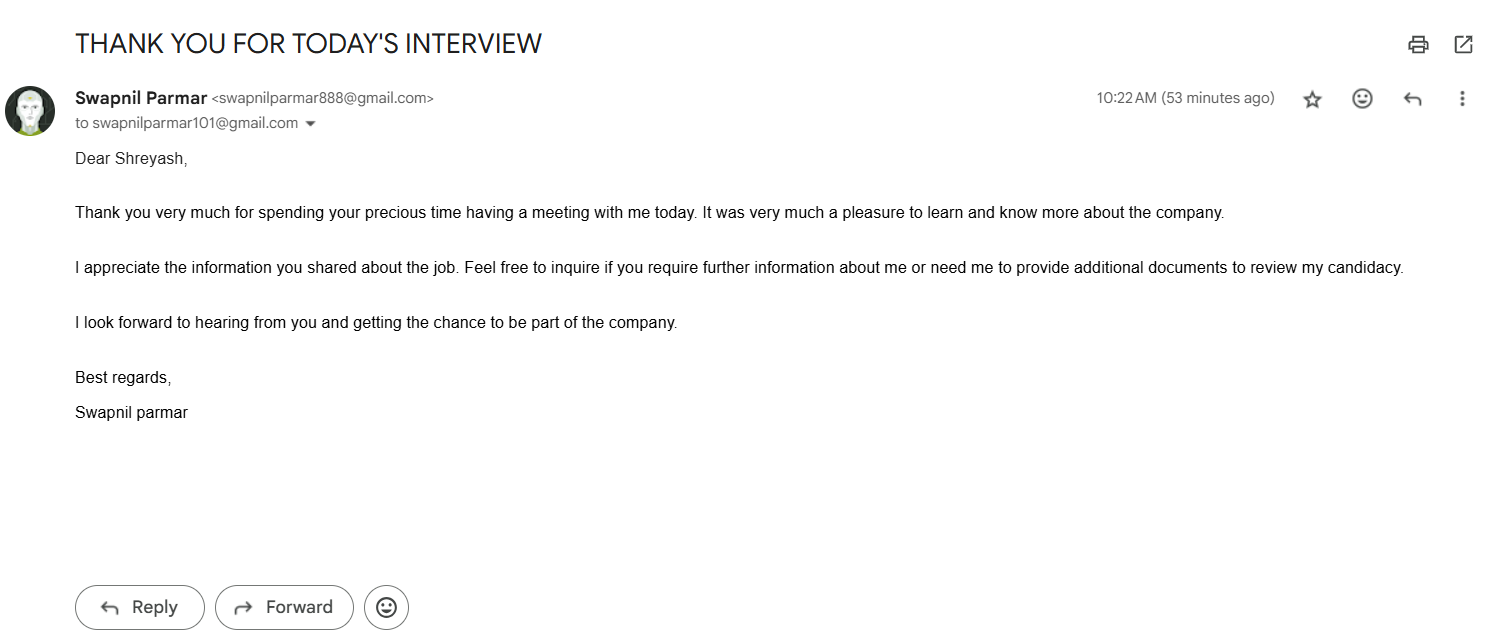 THANK YOU FOR TODAY'S INTERVIEW
Swapnil Parmar <swapnilparmar888@gmail.com>
10:22 AM (53 minutes ago)
to swapnilparmar101@gmail.com
Dear Shreyash,
Thank you very much for spending your precious time having a meeting with me today. It was very much a pleasure to learn and know more about the company.
I appreciate the information you shared about the job. Feel free to inquire if you require further information about me or need me to provide additional documents to review my candidacy.
I look forward to hearing from you and getting the chance to be part of the company.
Best regards,
Swapnil parmar
Reply
Forward